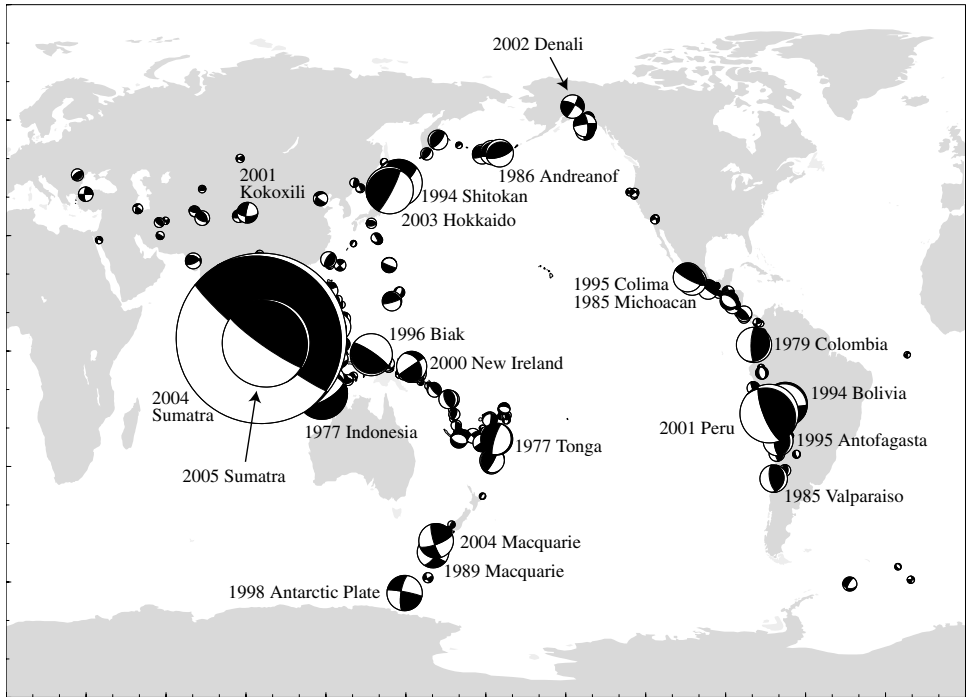 2002 Denali
1986 Andreanof
2001
Kokoxili
1994 Shitokan
2003 Hokkaido
1995 Colima
1985 Michoacan
1996 Biak
1979 Colombia
2000 New Ireland
2004
Sumatra
1994 Bolivia
1977 Indonesia
2001 Peru
1977 Tonga
1995 Antofagasta
2005 Sumatra
1985 Valparaiso
2004 Macquarie
1989 Macquarie
1998 Antarctic Plate